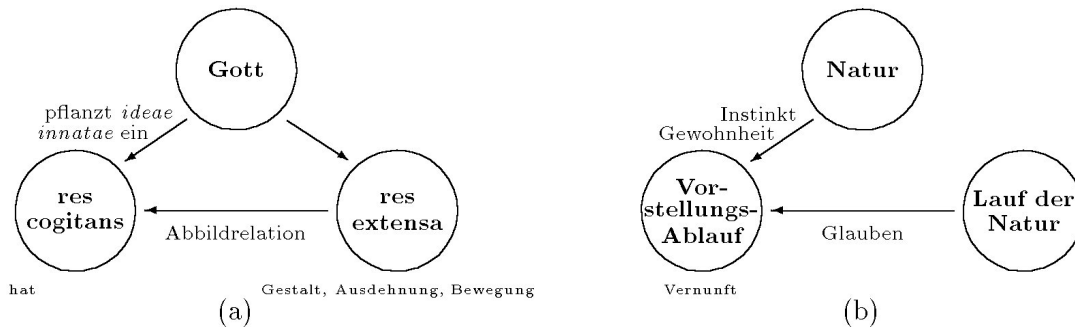 Gott
pflanzt ideae
innatae ein
res
cogitans
res
extensa
Abbildrelation
hat
Gestalt, Ausdehnung, Bewegung
(a)
Natur
Instinkt
Gewohnheit
Vor-
stellungs-
Ablauf
Lauf der
Natur
Glauben
Vernunft
(b)